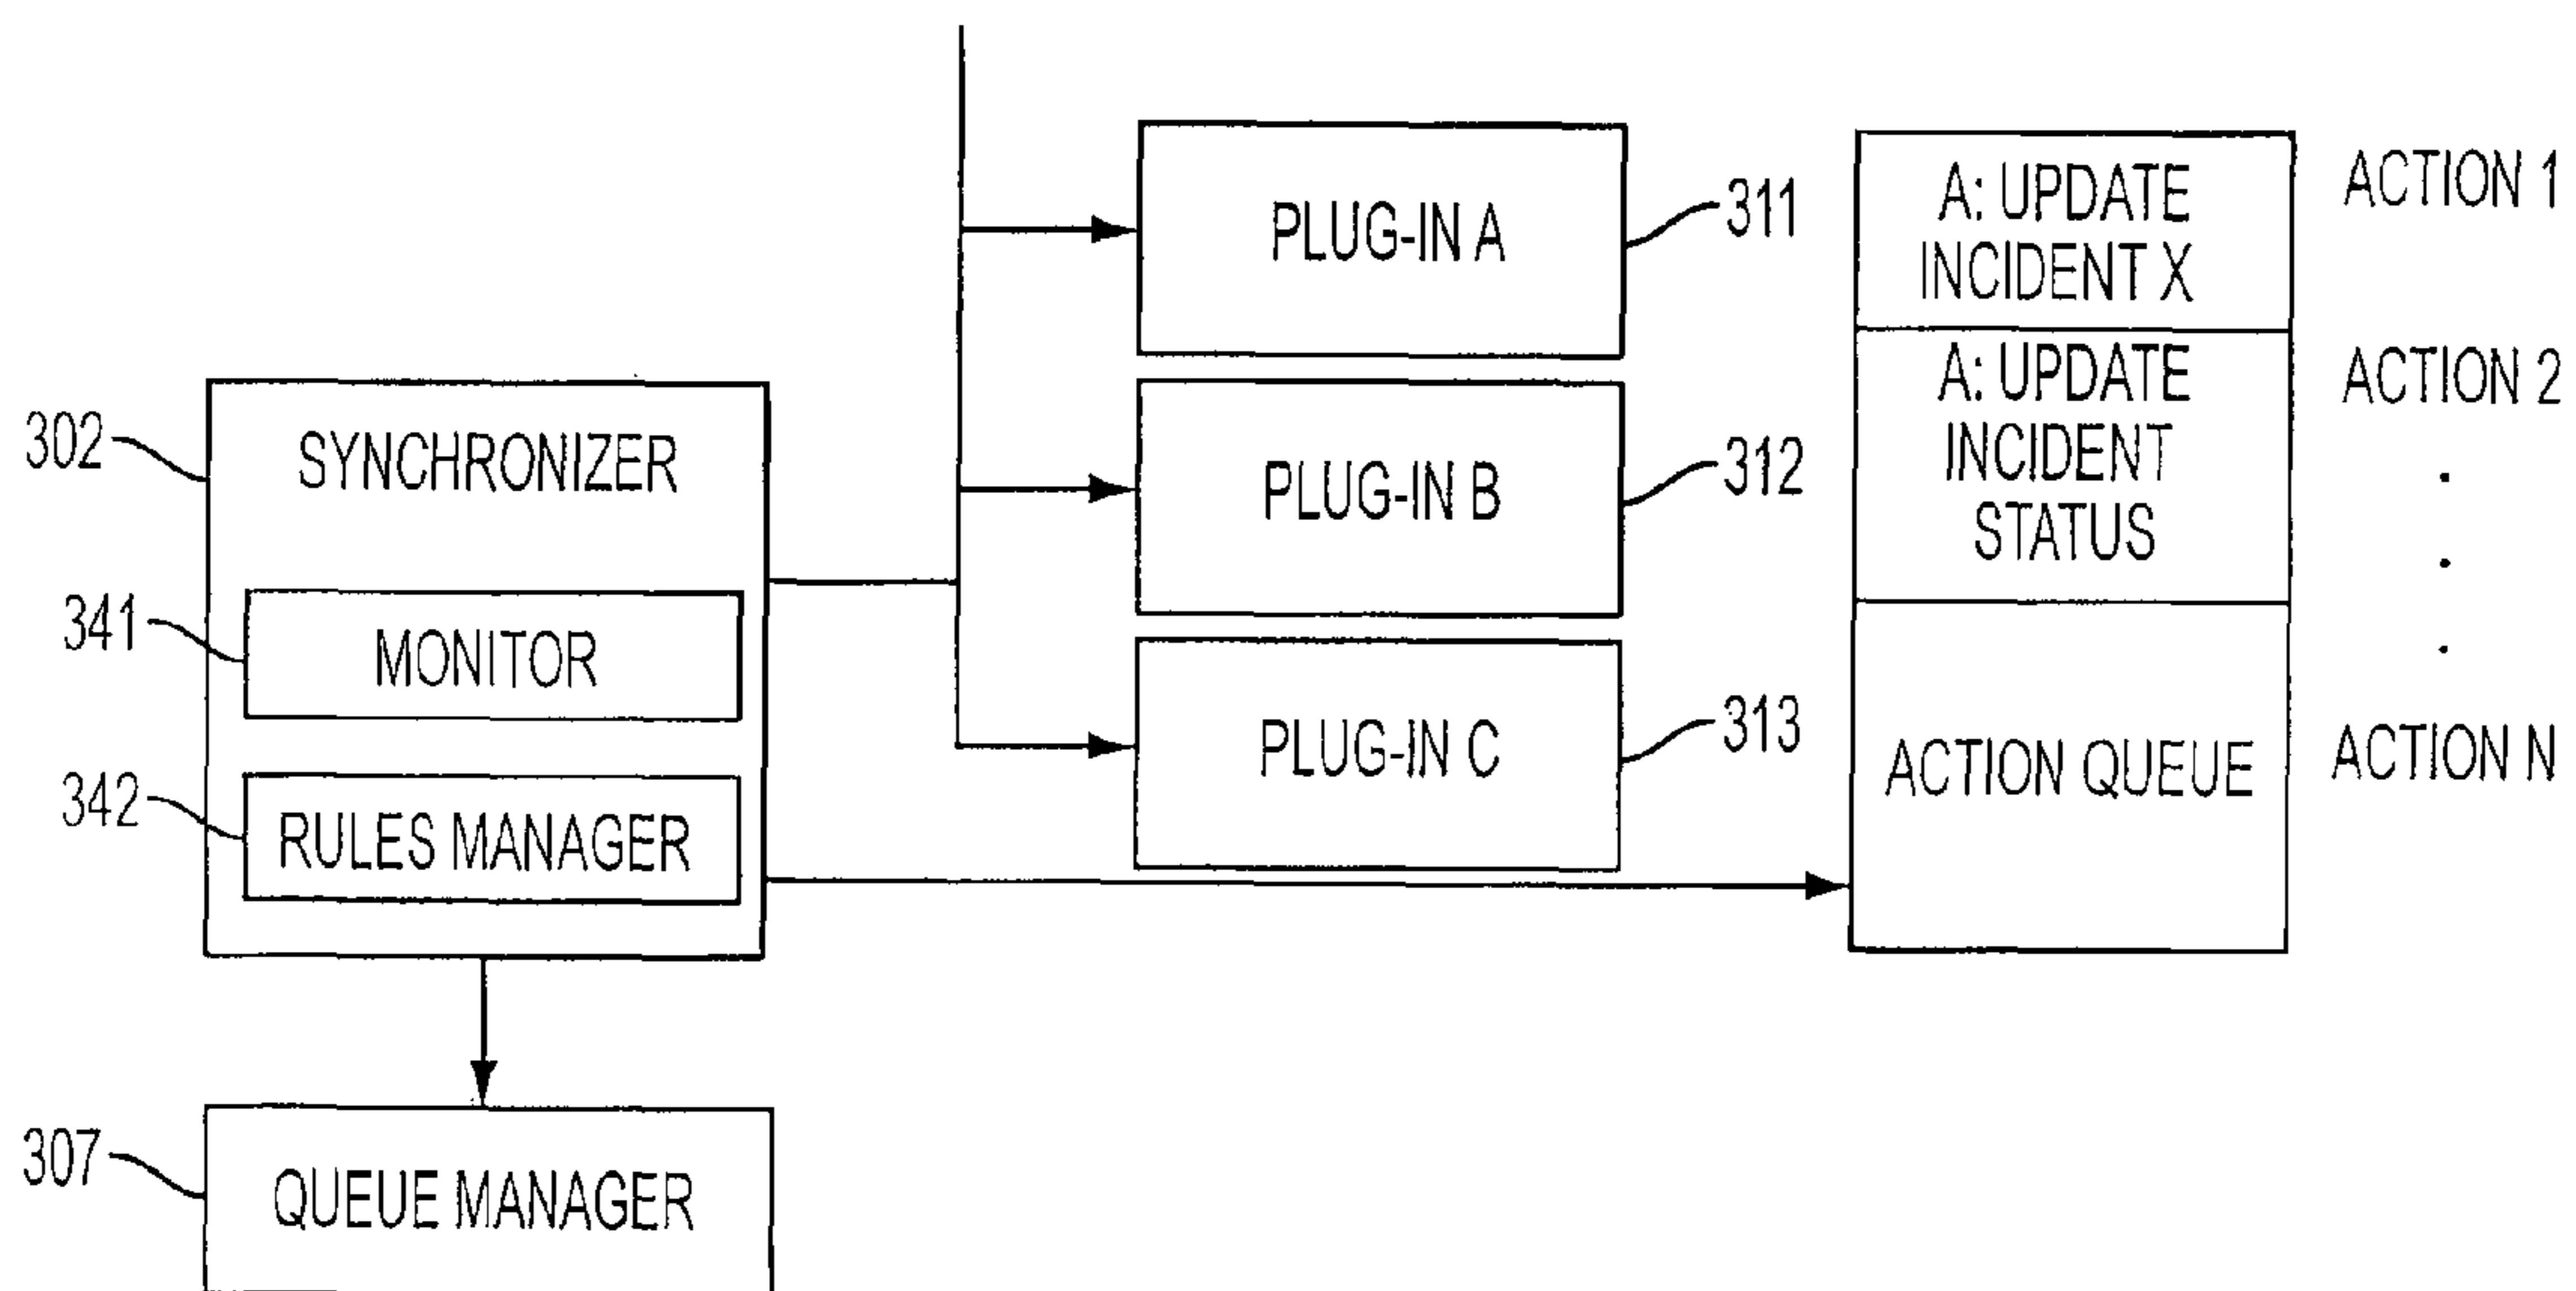 302
SYNCHRONIZER
341
MONITOR
342
RULES MANAGER
307
QUEUE MANAGER
PLUG-IN A
311
PLUG-IN B
312
PLUG-IN C
313
A: UPDATE
INCIDENT X
ACTION 1
A: UPDATE
INCIDENT
STATUS
ACTION 2
.
.
.
ACTION QUEUE
ACTION N